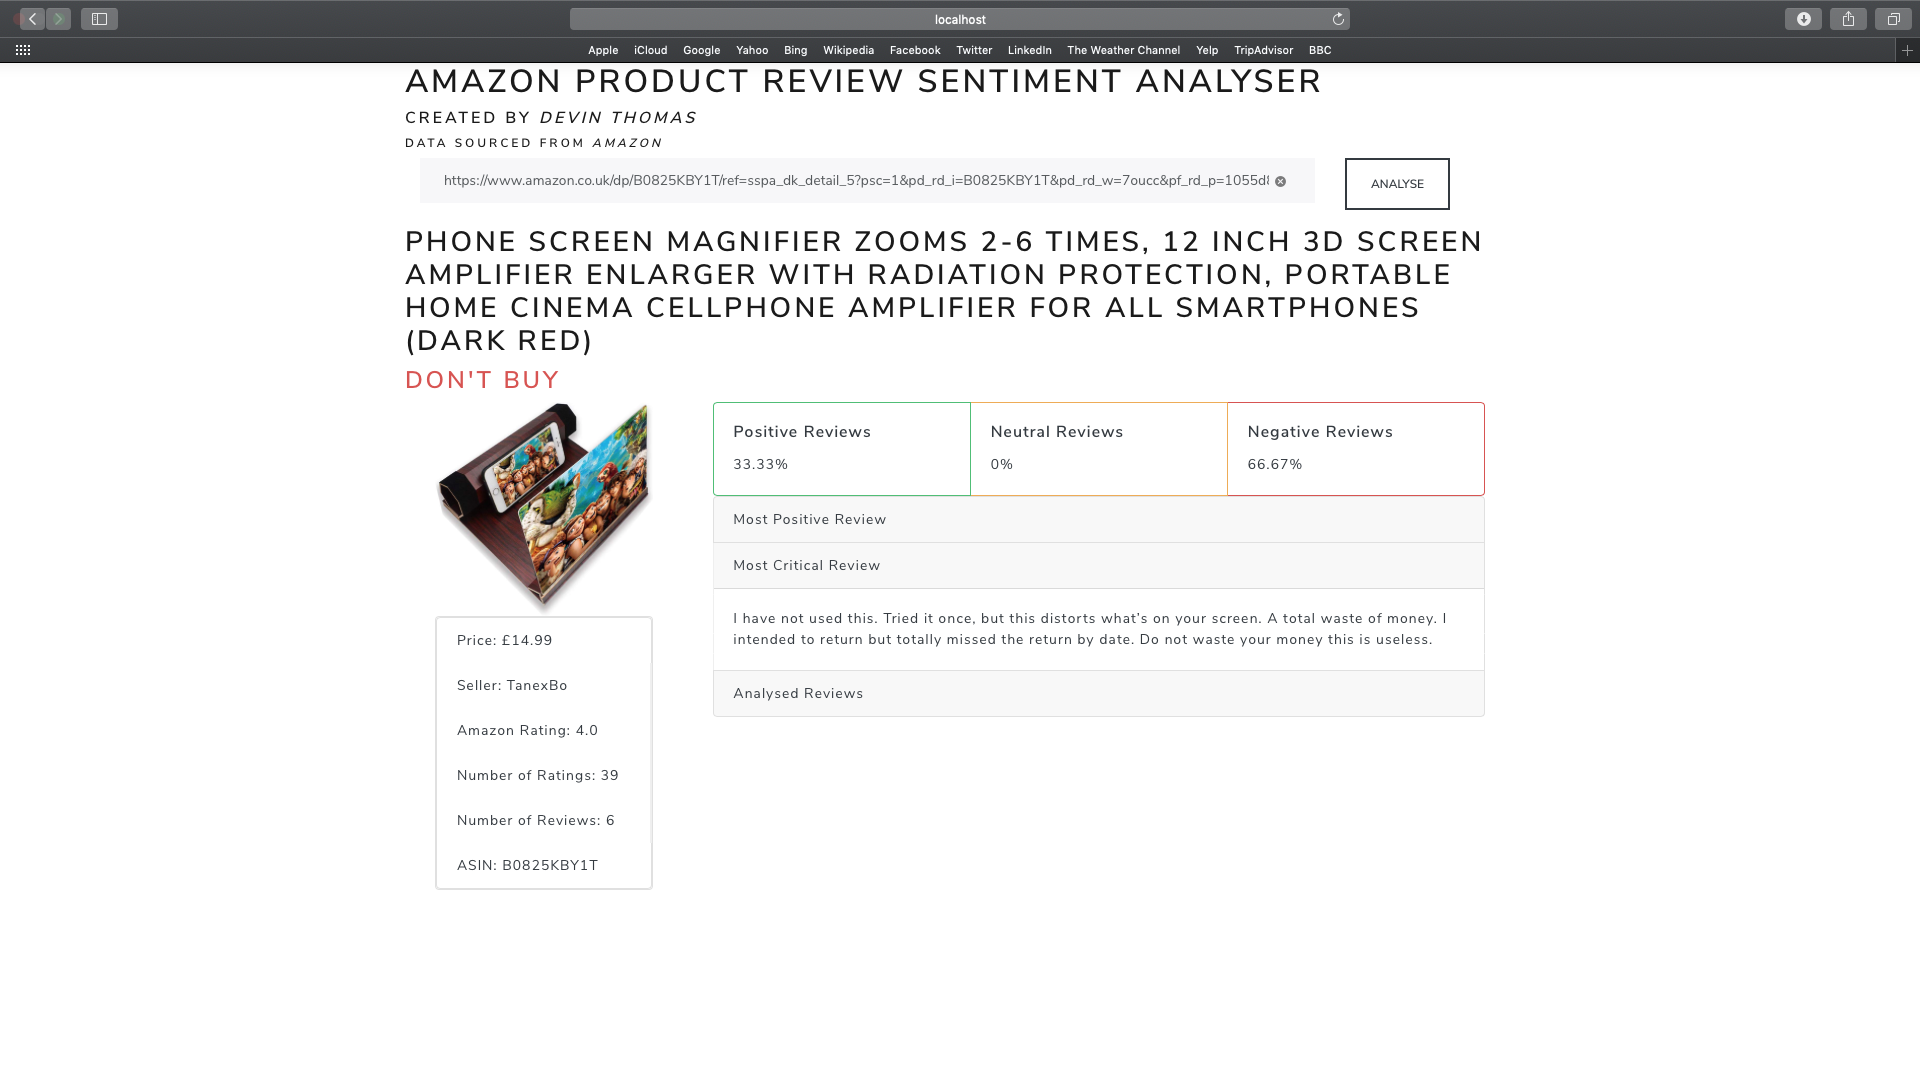 localhost
Apple iCloud Google Yahoo Bing Wikipedia Facebook Twitter LinkedIn The Weather Channel Yelp TripAdvisor BBC
AMAZON PRODUCT REVIEW SENTIMENT ANALYSER
CREATED BY DEVIN THOMAS
DATA SOURCED FROM AMAZON
https://www.amazon.co.uk/dp/B0825KBY1T/ref=sspa_dk_detail_5?psc=1&pd_rd_i=B0825KBY1T&pd_rd_w=7oucc&pf_rd_p=1055d
ANALYSE
PHONE SCREEN MAGNIFIER ZOOMS 2-6 TIMES, 12 INCH 3D SCREEN
AMPLIFIER ENLARGER WITH RADIATION PROTECTION, PORTABLE
HOME CINEMA CELLPHONE AMPLIFIER FOR ALL SMARTPHONES
(DARK RED)
DON'T BUY
Positive Reviews
33.33%
Neutral Reviews
0%
Negative Reviews
66.67%
Most Positive Review
Most Critical Review
I have not used this. Tried it once, but this distorts what's on your screen. A total waste of money. I
intended to return but totally missed the return by date. Do not waste your money this is useless.
Analysed Reviews
Price: £14.99
Seller: TanexBo
Amazon Rating: 4.0
Number of Ratings: 39
Number of Reviews: 6
ASIN: B0825KBY1T